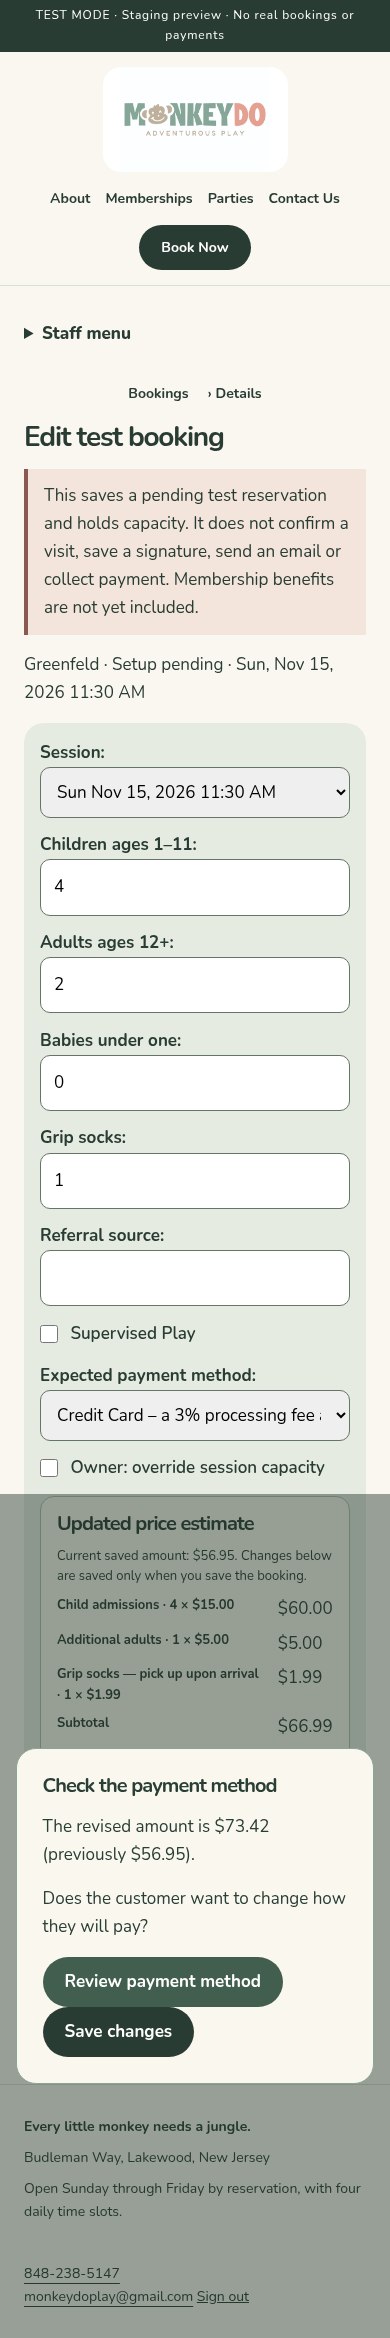 TEST MODE · Staging preview · No real bookings or
payments
MONKEYDO
ADVENTUROUS PLAY
About Memberships Parties Contact Us
Book Now
Staff menu
Bookings › Details
Edit test booking
This saves a pending test reservation
and holds capacity. It does not confirm a
visit, save a signature, send an email or
collect payment. Membership benefits
are not yet included.
Greenfeld · Setup pending · Sun, Nov 15,
2026 11:30 AM
Session:
Sun Nov 15, 2026 11:30 AM
Children ages 1–11:
4
Adults ages 12+:
2
Babies under one:
0
Grip socks:
1
Referral source:
Supervised Play
Expected payment method:
Credit Card – a 3% processing fee
Owner: override session capacity
Updated price estimate
Current saved amount: $56.95. Changes below
are saved only when you save the booking.
Child admissions · 4 × $15.00 $60.00
Additional adults · 1 × $5.00 $5.00
Grip socks — pick up upon arrival
· 1 × $1.99 $1.99
Subtotal $66.99
Check the payment method
The revised amount is $73.42
(previously $56.95).
Does the customer want to change how
they will pay?
Review payment method
Save changes
Every little monkey needs a jungle.
Budleman Way, Lakewood, New Jersey
Open Sunday through Friday by reservation, with four
daily time slots.
848-238-5147
monkeydoplay@gmail.com Sign out